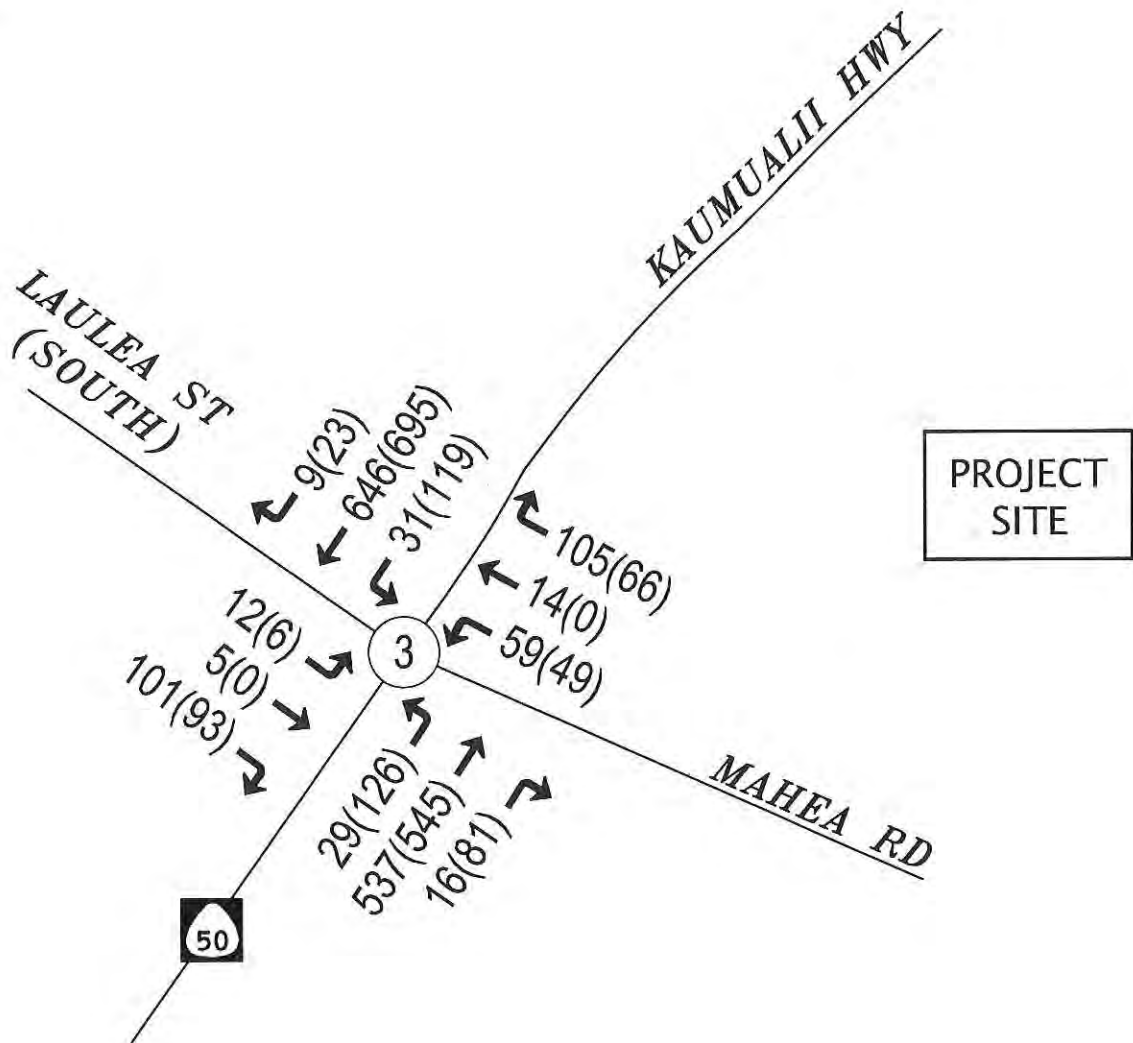 KAUMUALII HWY
LAULEA ST
(SOUTH)
9(23)
646(695)
31(119)
PROJECT
SITE
105(66)
14(0)
59(49)
12(6)
5(0)
101(93)
3
29(126)
537(545)
16(81)
MAHEA RD
50